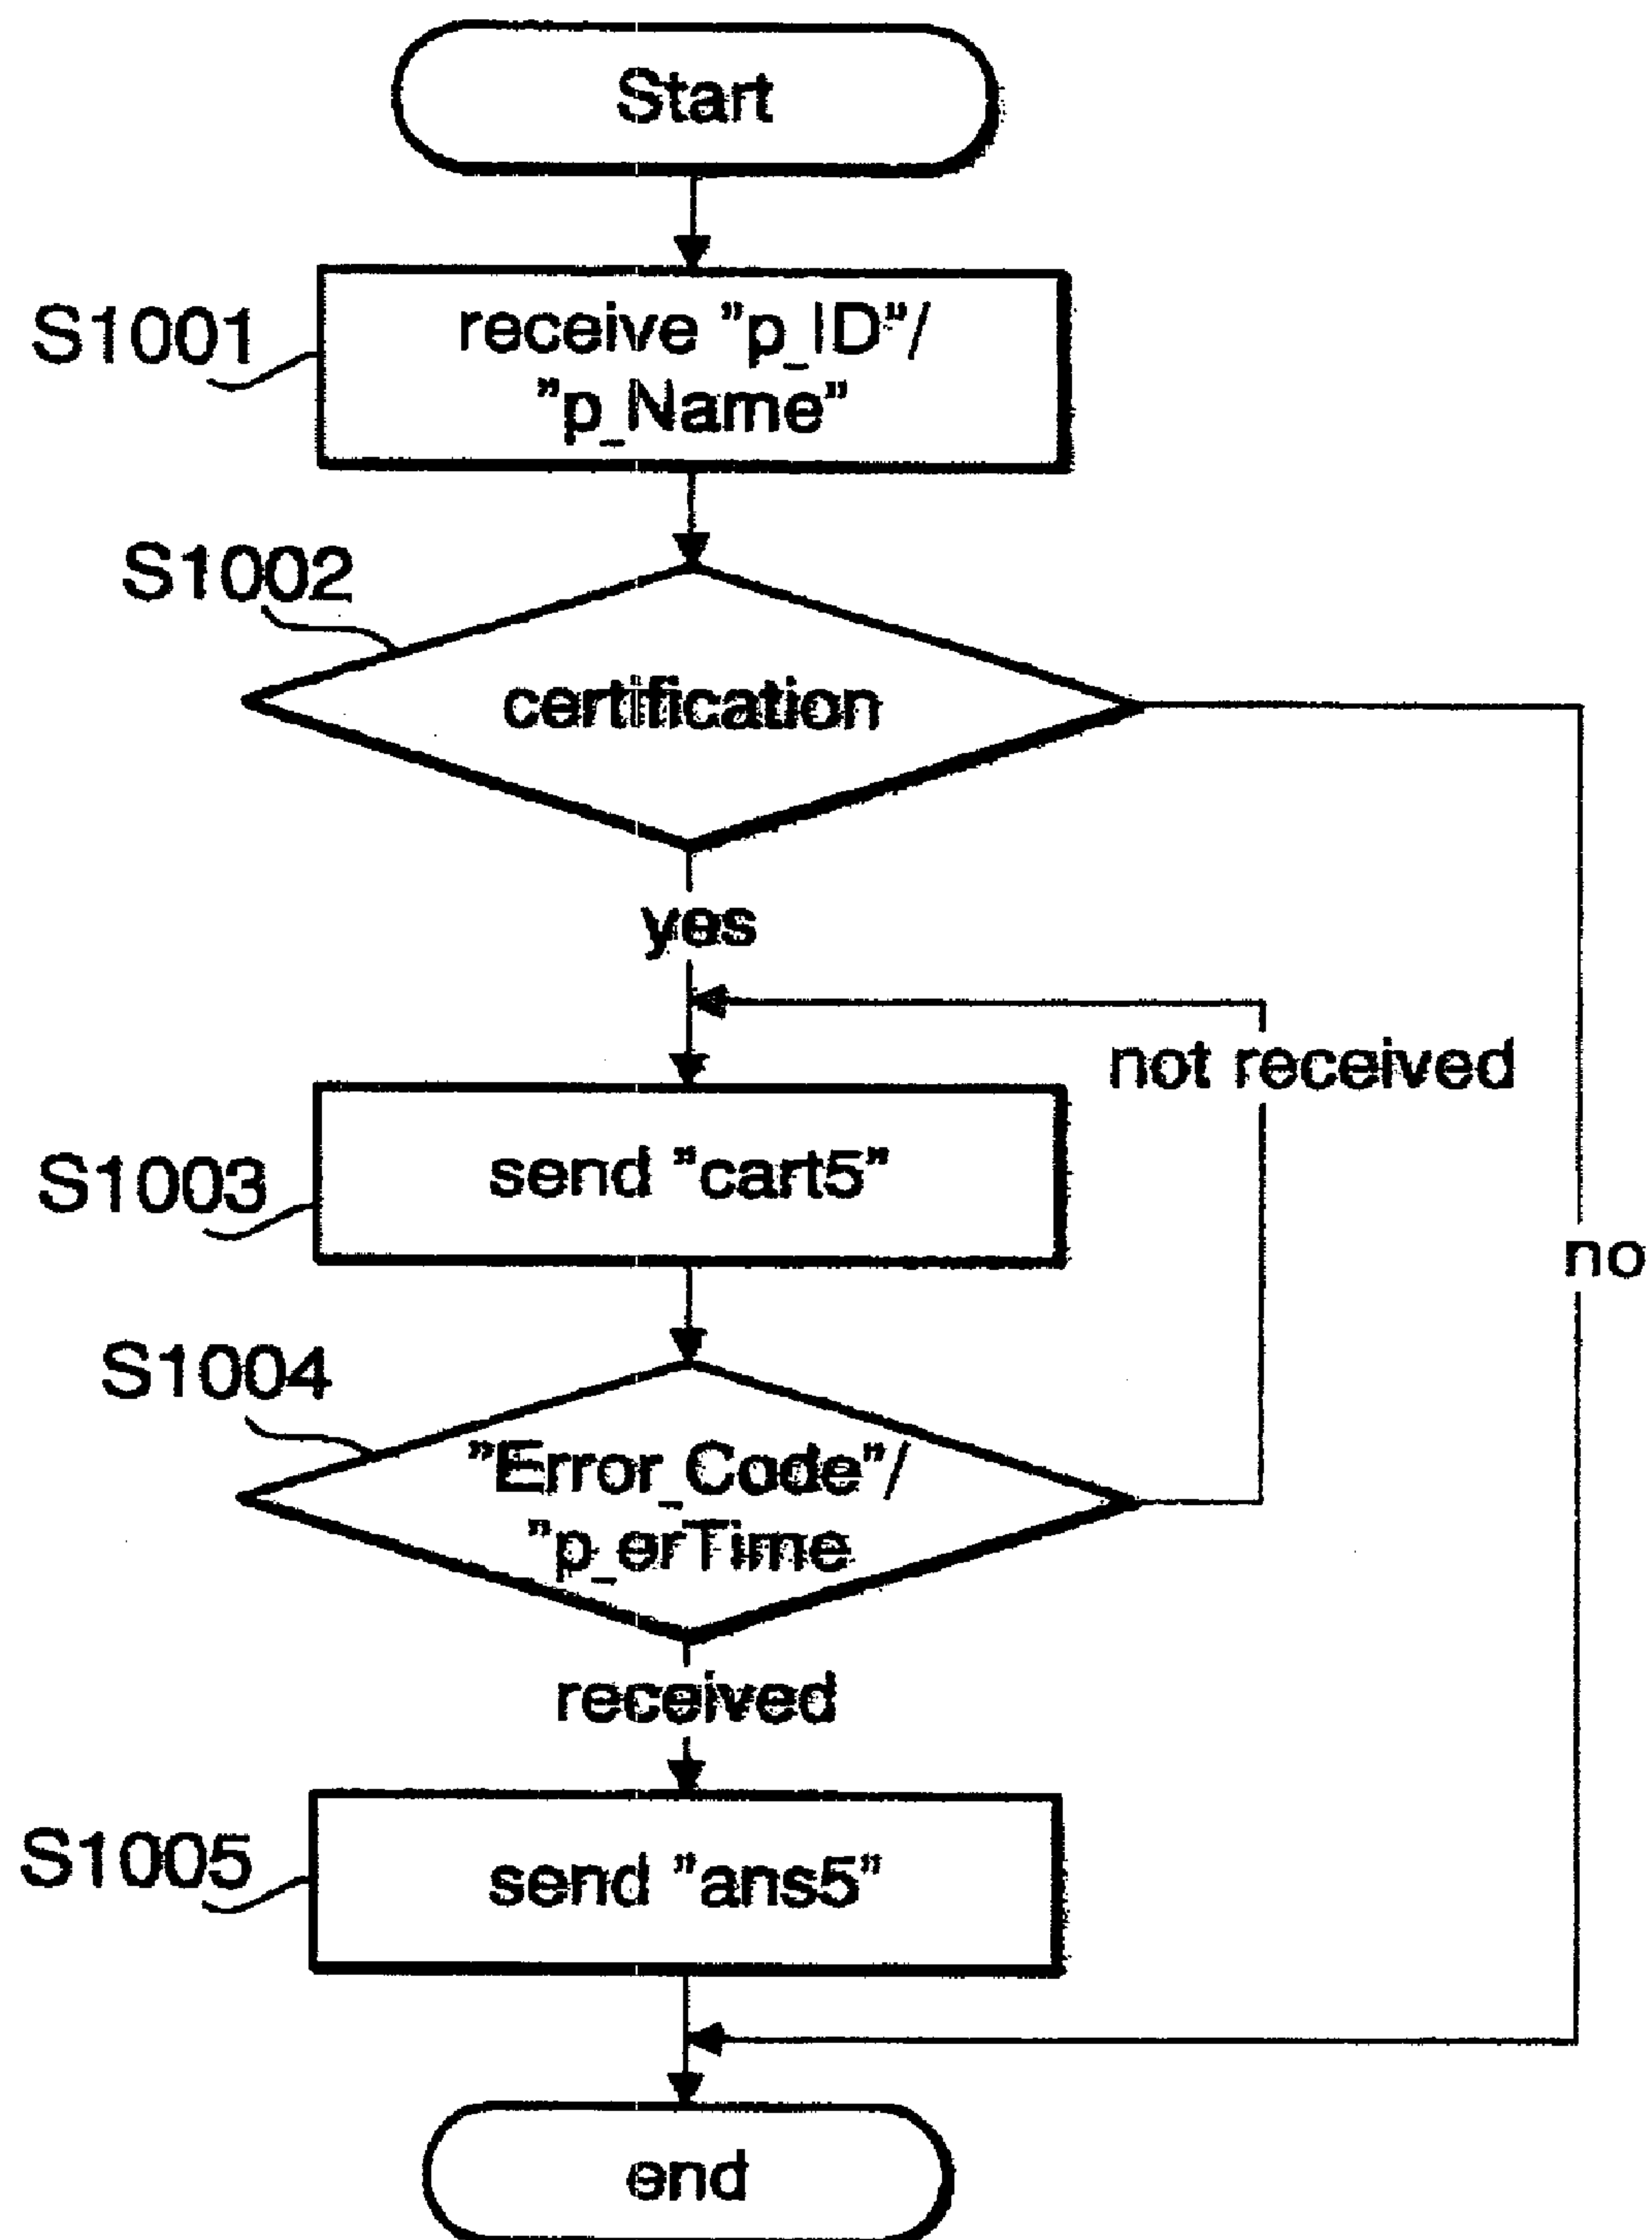 Start
S1001
receive "p_ID"/
"p_Name"
S1002
certification
yes
not received
S1003
send "cart5"
no
S1004
"Error_Code"/
"p_erTime
received
S1005
send "ans5"
end